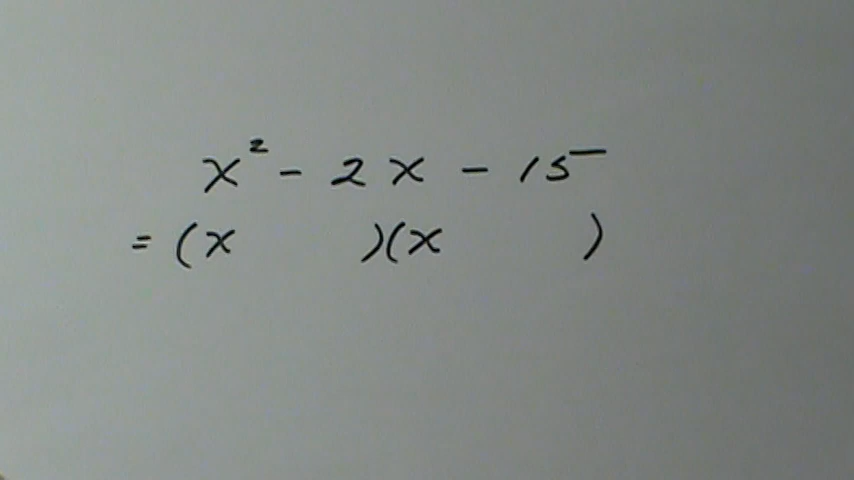 x² - 2x - 15
= (x )(x )